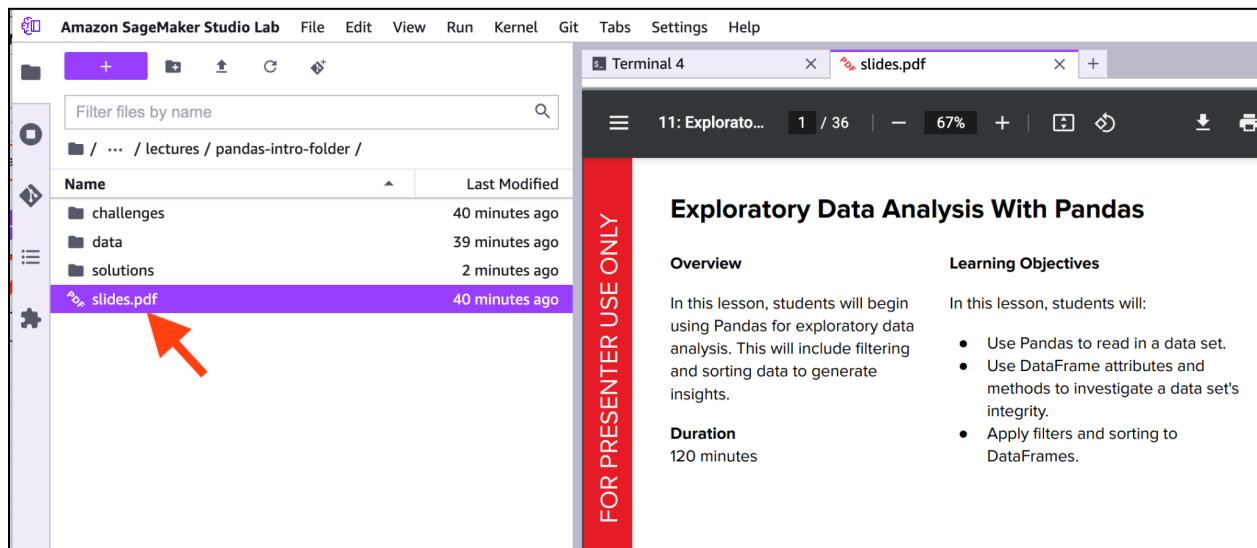 Amazon SageMaker Studio Lab File Edit View Run Kernel Git Tabs Settings Help
+
Filter files by name
/ ··· / lectures / pandas-intro-folder /
Name Last Modified
challenges 40 minutes ago
data 39 minutes ago
solutions 2 minutes ago
PDF slides.pdf 40 minutes ago
Terminal 4 × PDF slides.pdf × +
11: Explorato... 1 / 36 | − 67% + |
FOR PRESENTER USE ONLY
Exploratory Data Analysis With Pandas
Overview
In this lesson, students will begin
using Pandas for exploratory data
analysis. This will include filtering
and sorting data to generate
insights.
Duration
120 minutes
Learning Objectives
In this lesson, students will:
● Use Pandas to read in a data set.
● Use DataFrame attributes and
methods to investigate a data set's
integrity.
● Apply filters and sorting to
DataFrames.